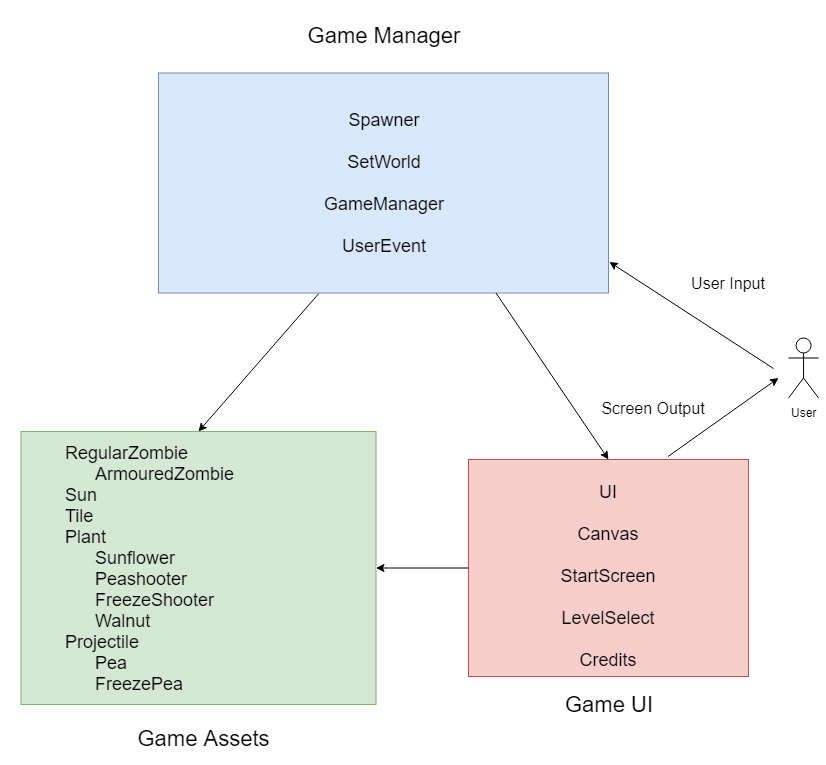 Game Manager
Spawner
SetWorld
GameManager
UserEvent
User Input
User
Screen Output
RegularZombie
ArmouredZombie
Sun
Tile
Plant
Sunflower
Peashooter
FreezeShooter
Walnut
Projectile
Pea
FreezePea
Game Assets
UI
Canvas
StartScreen
LevelSelect
Credits
Game UI